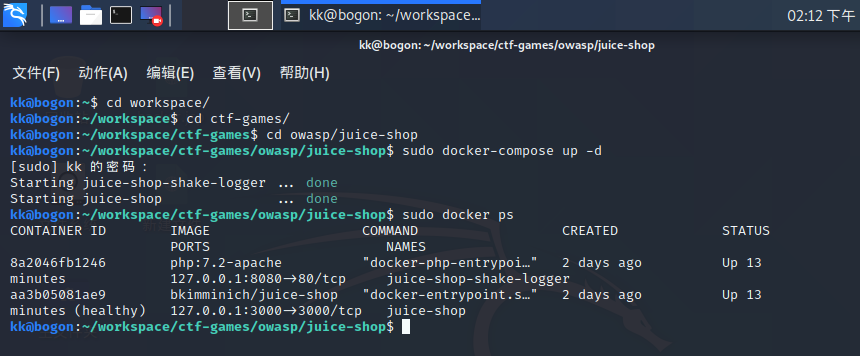 kk@bogon: ~/workspace...
02:12 下午
kk@bogon: ~/workspace/ctf-games/owasp/juice-shop
文件(F) 动作(A) 编辑(E) 查看(V) 帮助(H)
kk@bogon:~$ cd workspace/
kk@bogon:~/workspace$ cd ctf-games/
kk@bogon:~/workspace/ctf-games$ cd owasp/juice-shop
kk@bogon:~/workspace/ctf-games/owasp/juice-shop$ sudo docker-compose up -d
[sudo] kk 的密码：
Starting juice-shop-shake-logger ... done
Starting juice-shop ... done
kk@bogon:~/workspace/ctf-games/owasp/juice-shop$ sudo docker ps
CONTAINER ID IMAGE COMMAND CREATED STATUS
PORTS NAMES
8a2046fb1246 php:7.2-apache "docker-php-entrypoi…" 2 days ago Up 13
minutes 127.0.0.1:8080->80/tcp juice-shop-shake-logger
aa3b05081ae9 bkimminich/juice-shop "docker-entrypoint.s…" 2 days ago Up 13
minutes (healthy) 127.0.0.1:3000->3000/tcp juice-shop
kk@bogon:~/workspace/ctf-games/owasp/juice-shop$